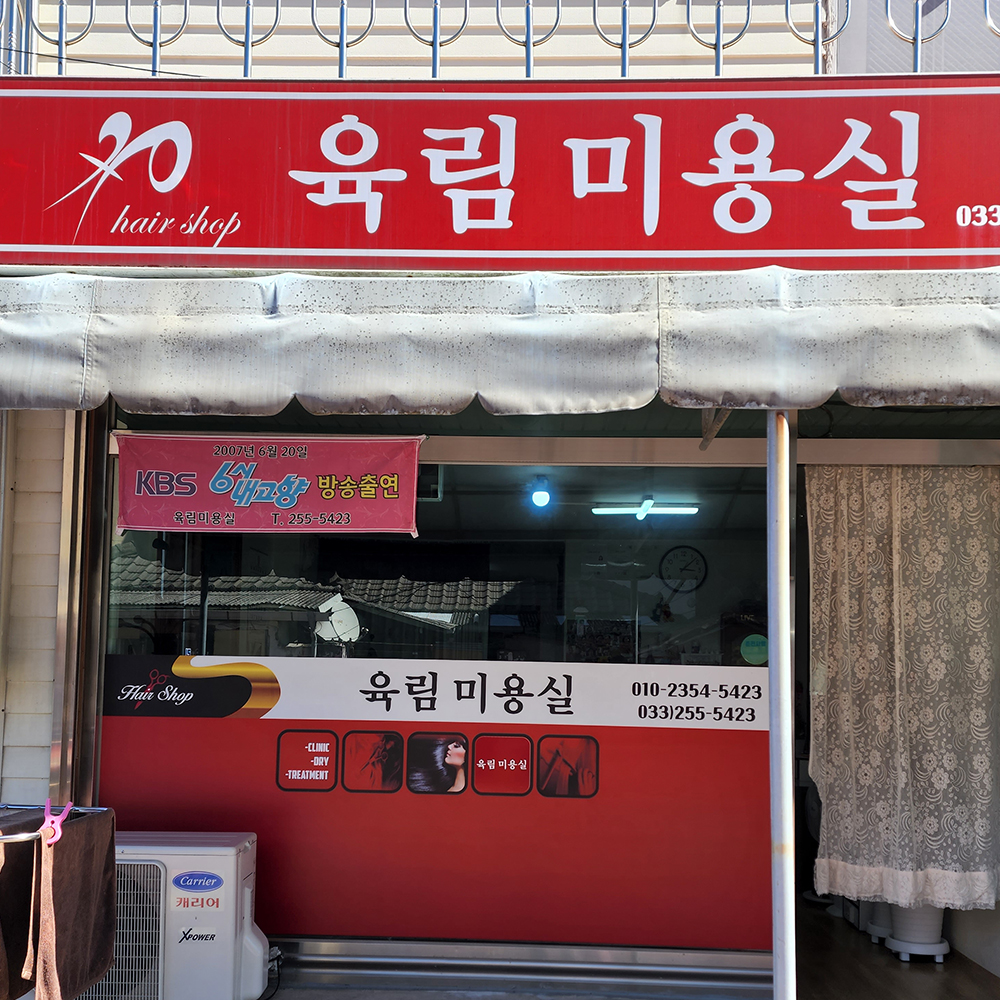 육림 미용실
hair shop
033
2007년 6월 20일
KBS 6시 내고향 방송출연
육림미용실 T. 255-5423
Hair Shop
육림 미용실
010-2354-5423
033)255-5423
-CLINIC
-DRY
-TREATMENT
육림 미용실
Carrier
캐리어
XPOWER